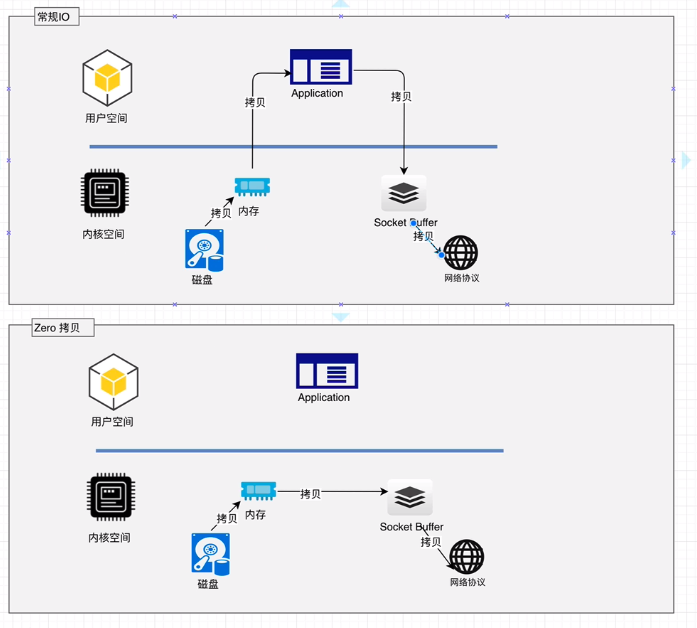 常规IO
用户空间
Application
拷贝
拷贝
内核空间
拷贝
内存
磁盘
Socket Buffer
拷贝
网络协议
Zero 拷贝
用户空间
Application
内核空间
拷贝
内存
拷贝
磁盘
Socket Buffer
拷贝
网络协议